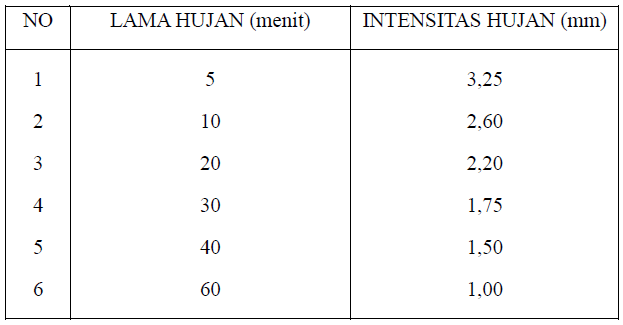 NO LAMA HUJAN (menit) INTENSITAS HUJAN (mm)
1 5 3,25
2 10 2,60
3 20 2,20
4 30 1,75
5 40 1,50
6 60 1,00